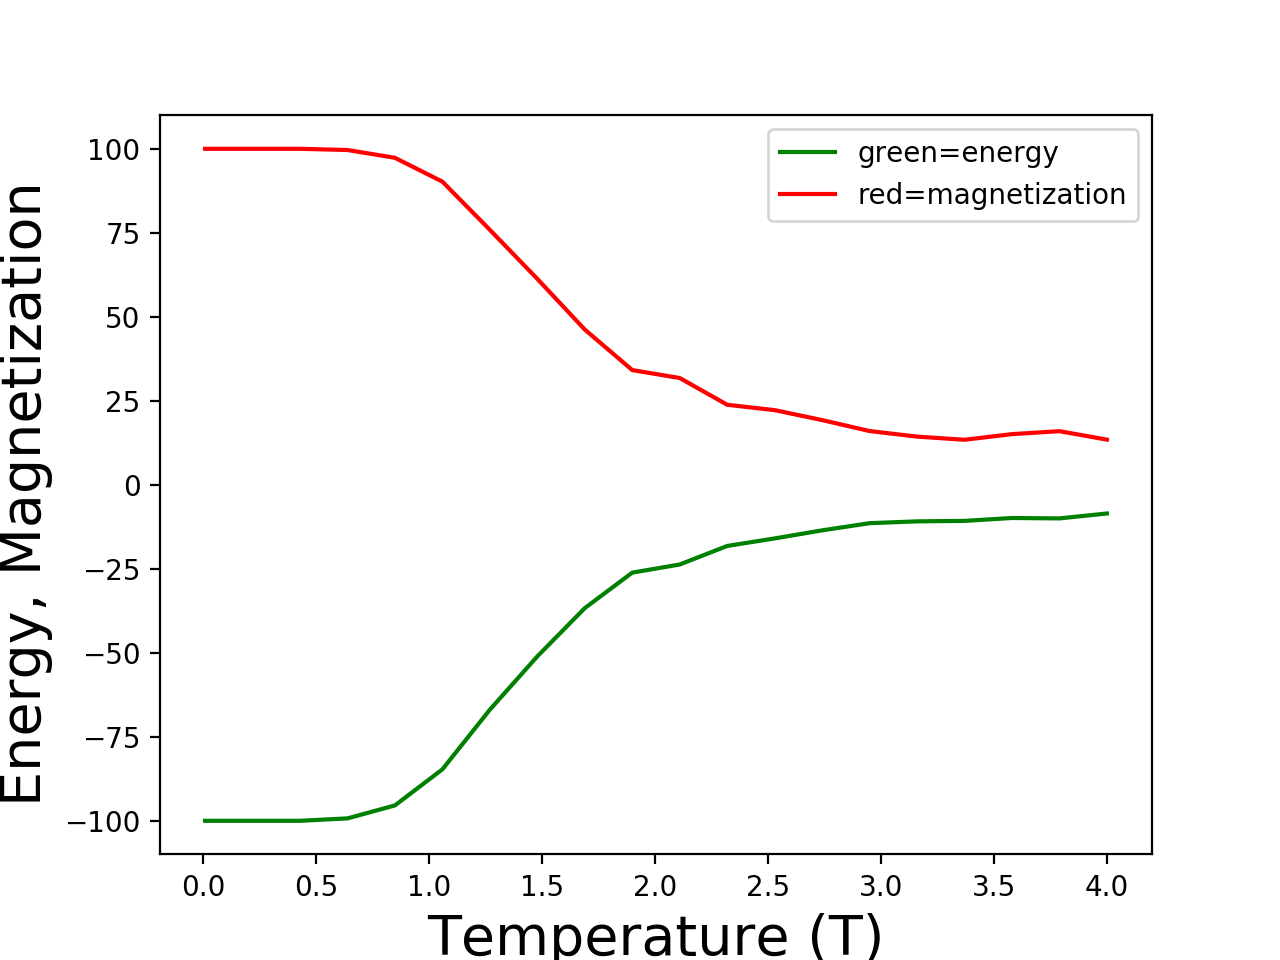 green=energy
red=magnetization
100
75
50
25
0
−25
−50
−75
−100
Energy, Magnetization
0.0 0.5 1.0 1.5 2.0 2.5 3.0 3.5 4.0
Temperature (T)